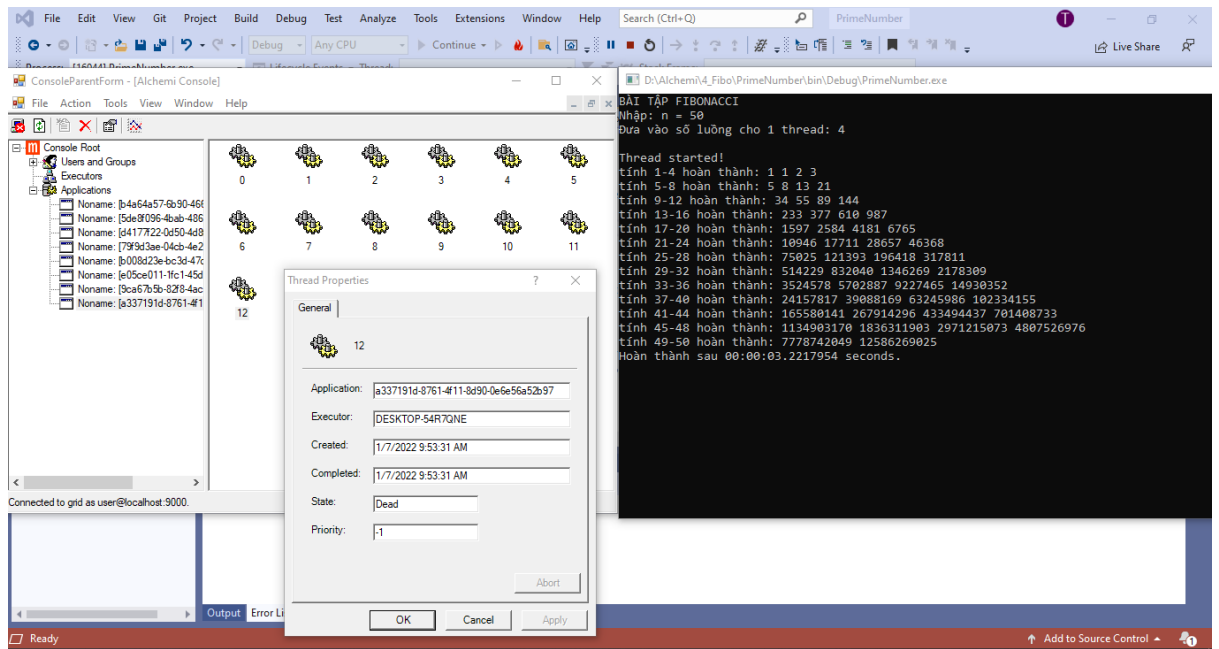 File Edit View Git Project Build Debug Test Analyze Tools Extensions Window Help Search (Ctrl+Q) PrimeNumber T
Debug Any CPU Continue Live Share
Process: [16044] PrimeNumber.exe Lifecycle Events Thread: Stack Frame:
ConsoleParentForm - [Alchemi Console]
File Action Tools View Window Help
Console Root
Users and Groups
Executors
Applications
Noname: [b4a64a57-6b90-466
Noname: [5de8f096-4bab-486
Noname: [d4177f22-0d50-4d8
Noname: [79f9d3ae-04cb-4e2
Noname: [b008d23e-bc3d-47c
Noname: [e05ce011-1fc1-45d
Noname: [9ca67b5b-82f8-4ac
Noname: [a337191d-8761-4f1
0 1 2 3 4 5
6 7 8 9 10 11
12
Connected to grid as user@localhost:9000.
Thread Properties ?
General
12
Application: a337191d-8761-4f11-8d90-0e6e56a52b97
Executor: DESKTOP-54R7QNE
Created: 1/7/2022 9:53:31 AM
Completed: 1/7/2022 9:53:31 AM
State: Dead
Priority: -1
Abort
OK Cancel Apply
D:\Alchemi\4_Fibo\PrimeNumber\bin\Debug\PrimeNumber.exe
BÀI TẬP FIBONACCI
Nhập: n = 50
Đưa vào số luồng cho 1 thread: 4
Thread started!
tính 1-4 hoàn thành: 1 1 2 3
tính 5-8 hoàn thành: 5 8 13 21
tính 9-12 hoàn thành: 34 55 89 144
tính 13-16 hoàn thành: 233 377 610 987
tính 17-20 hoàn thành: 1597 2584 4181 6765
tính 21-24 hoàn thành: 10946 17711 28657 46368
tính 25-28 hoàn thành: 75025 121393 196418 317811
tính 29-32 hoàn thành: 514229 832040 1346269 2178309
tính 33-36 hoàn thành: 3524578 5702887 9227465 14930352
tính 37-40 hoàn thành: 24157817 39088169 63245986 102334155
tính 41-44 hoàn thành: 165580141 267914296 433494437 701408733
tính 45-48 hoàn thành: 1134903170 1836311903 2971215073 4807526976
tính 49-50 hoàn thành: 7778742049 12586269025
Hoàn thành sau 00:00:03.2217954 seconds.
Output Error Li
Ready Add to Source Control 1